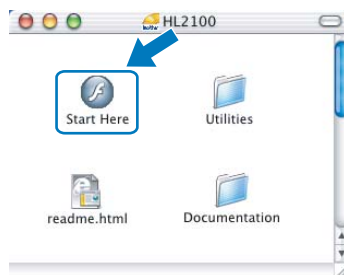 HL2100
Start Here
Utilities
readme.html
Documentation